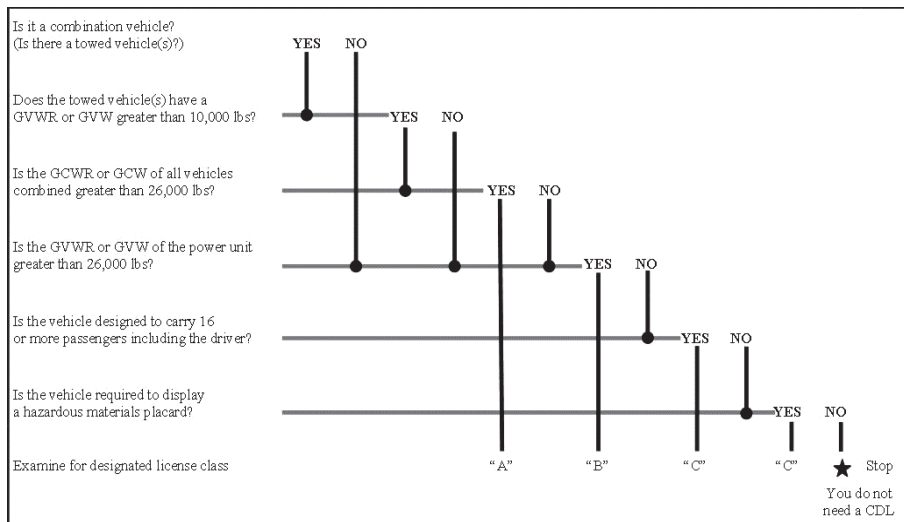 Is it a combination vehicle?
(Is there a towed vehicle(s)?)
YES NO
Does the towed vehicle(s) have a
GVWR or GVW greater than 10,000 lbs?
YES NO
Is the GCWR or GCW of all vehicles
combined greater than 26,000 lbs?
YES NO
Is the GVWR or GVW of the power unit
greater than 26,000 lbs?
YES NO
Is the vehicle designed to carry 16
or more passengers including the driver?
YES NO
Is the vehicle required to display
a hazardous materials placard?
YES NO
Examine for designated license class
“A” “B” “C” “C” Stop
You do not
need a CDL